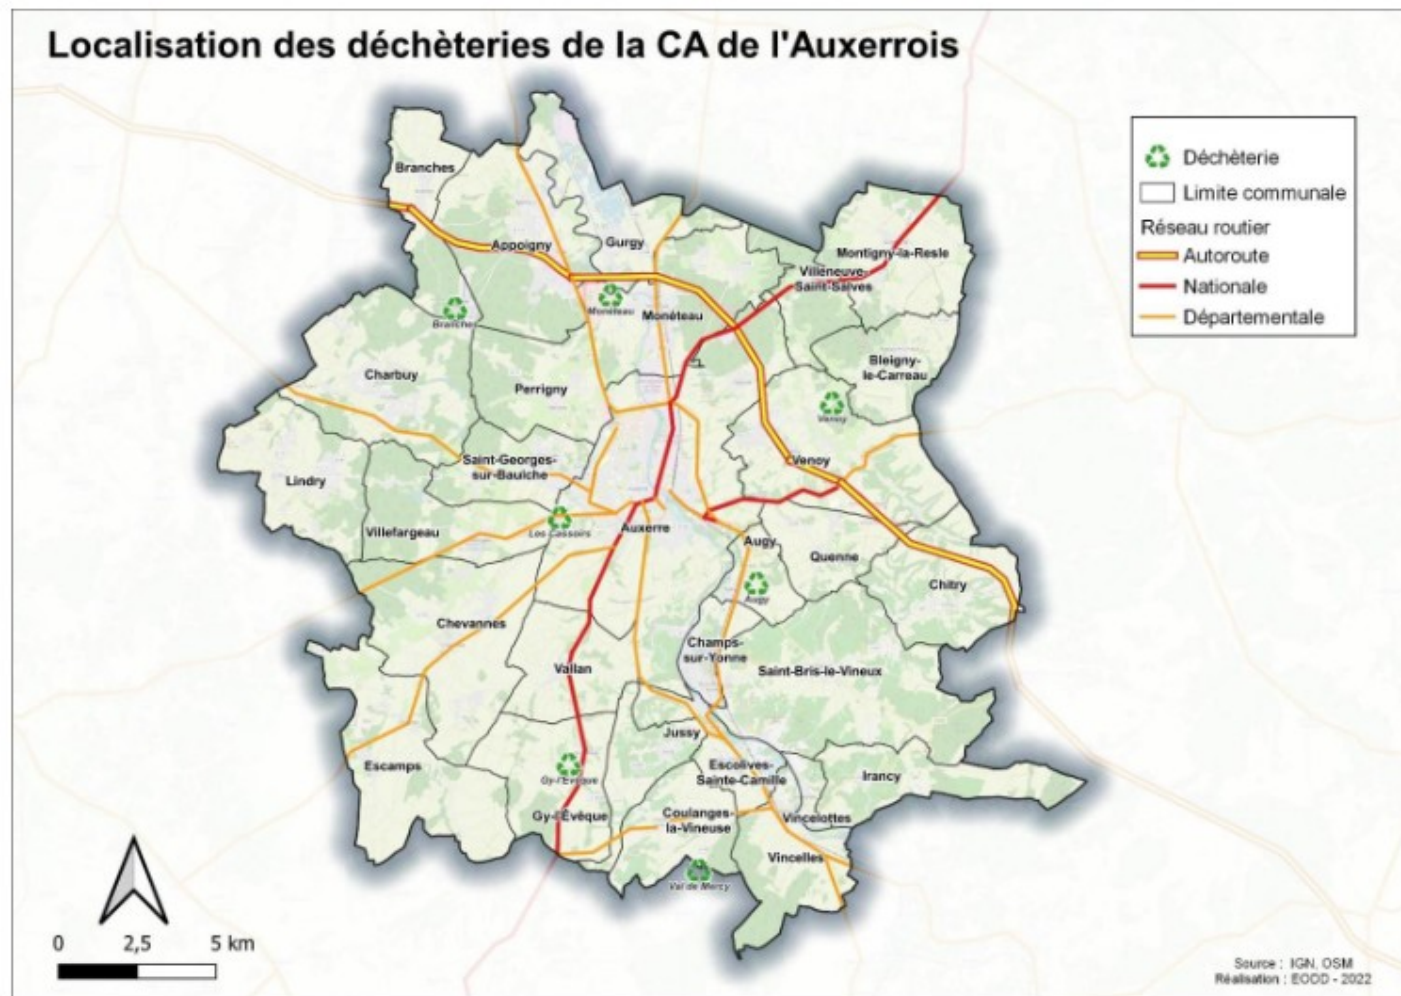 Localisation des déchèteries de la CA de l'Auxerrois
Déchèterie
Limite communale
Réseau routier
Autoroute
Nationale
Départementale
Branches
Appoigny
Gurgy
Montigny-la-Resle
Villeneuve-
Saint-Salves
Monéteau
Monéteau
Branches
Bleigny-
le-Carreau
Charbuy
Perrigny
Venoy
Venoy
Saint-Georges-
sur-Baulche
Lindry
Villefargeau
Les Cassoirs
Auxerre
Augy
Quenne
Chitry
Augy
Chevannes
Champs-
sur-Yonne
Saint-Bris-le-Vineux
Vallan
Jussy
Escamps
Gy-l'Evêque
Escolives-
Sainte-Camille
Irancy
Gy-l'Évêque
Coulanges-
la-Vineuse
Vincelottes
Vincelles
Val de Mercy
0 2,5 5 km
Source : IGN, OSM
Réalisation : EODD - 2022